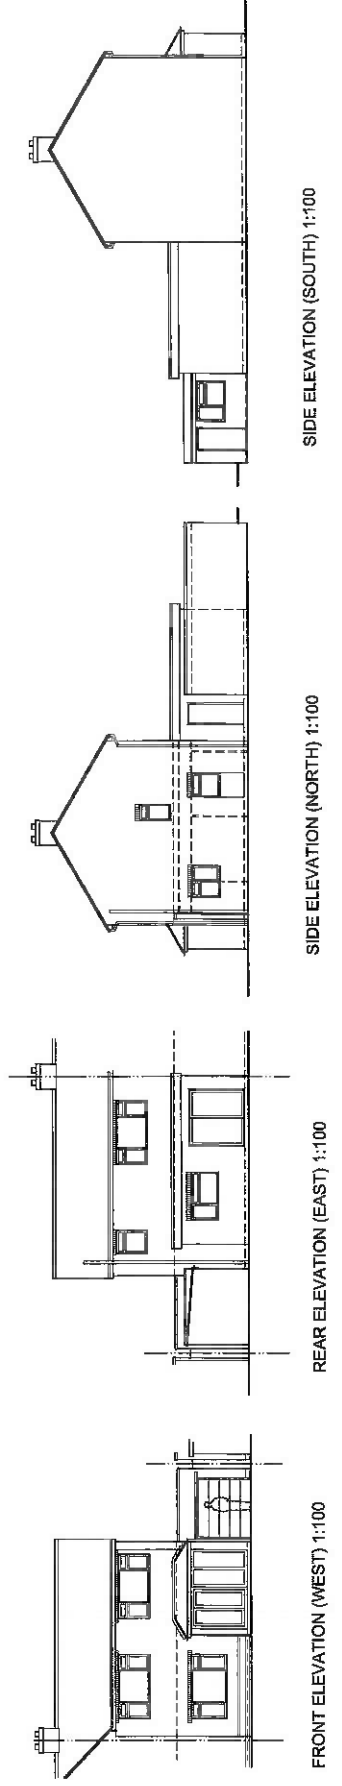 FRONT ELEVATION (WEST) 1:100
REAR ELEVATION (EAST) 1:100
SIDE ELEVATION (NORTH) 1:100
SIDE ELEVATION (SOUTH) 1:100